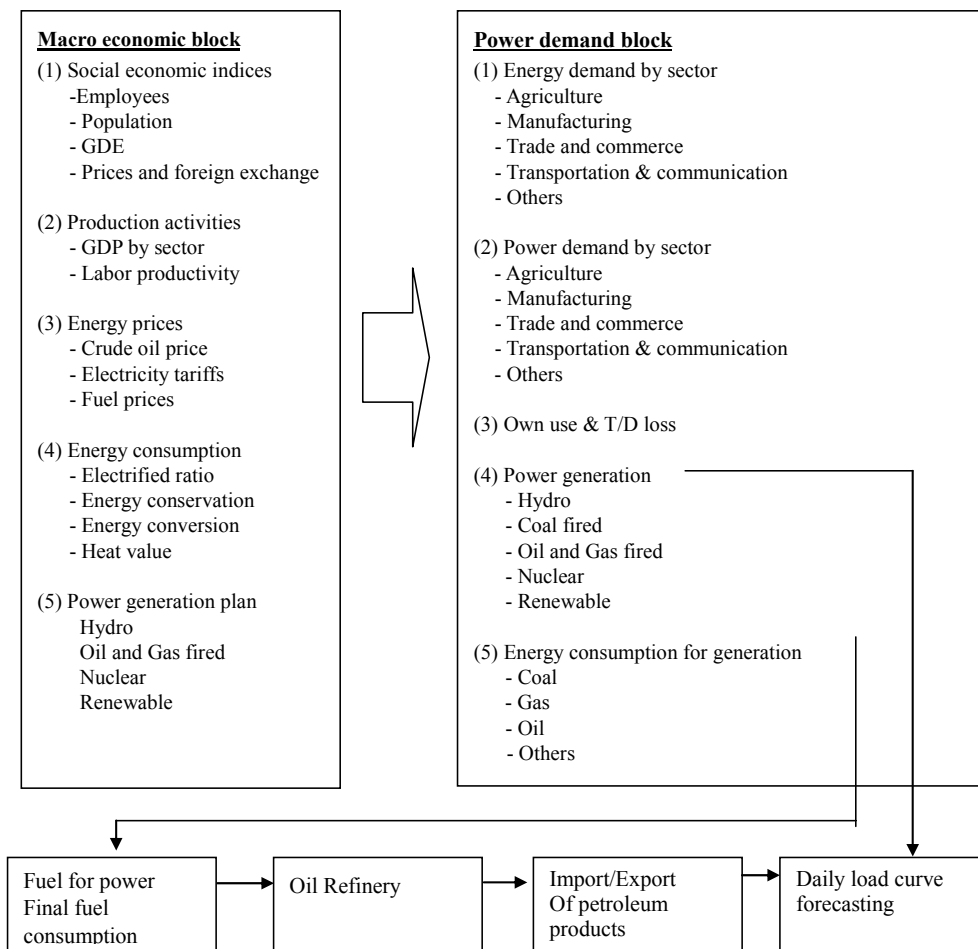 Macro economic block
(1) Social economic indices
-Employees
- Population
- GDE
- Prices and foreign exchange
(2) Production activities
- GDP by sector
- Labor productivity
(3) Energy prices
- Crude oil price
- Electricity tariffs
- Fuel prices
(4) Energy consumption
- Electrified ratio
- Energy conservation
- Energy conversion
- Heat value
(5) Power generation plan
Hydro
Oil and Gas fired
Nuclear
Renewable
Power demand block
(1) Energy demand by sector
- Agriculture
- Manufacturing
- Trade and commerce
- Transportation & communication
- Others
(2) Power demand by sector
- Agriculture
- Manufacturing
- Trade and commerce
- Transportation & communication
- Others
(3) Own use & T/D loss
(4) Power generation
- Hydro
- Coal fired
- Oil and Gas fired
- Nuclear
- Renewable
(5) Energy consumption for generation
- Coal
- Gas
- Oil
- Others
Fuel for power
Final fuel
consumption
Oil Refinery
Import/Export
Of petroleum
products
Daily load curve
forecasting